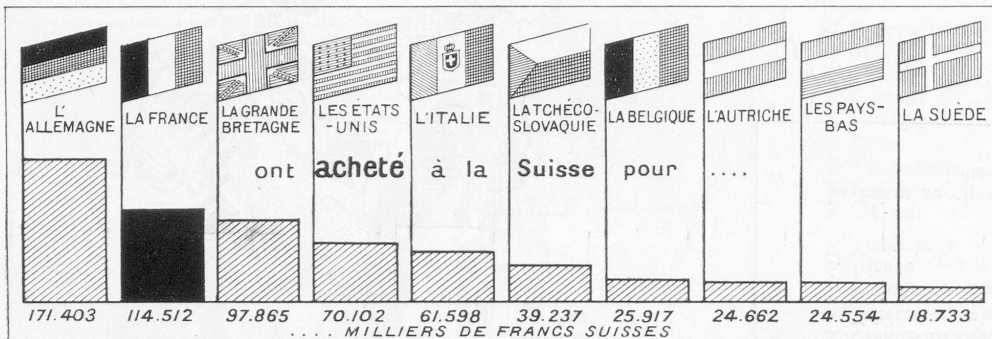 L'
ALLEMAGNE
LA FRANCE
LA GRANDE
BRETAGNE
LES ÉTATS
-UNIS
L'ITALIE
LA TCHÉCO-
SLOVAQUIE
LA BELGIQUE
L'AUTRICHE
LES PAYS-
BAS
LA SUÈDE
ont acheté à la Suisse pour ....
171.403 114.512 97.865 70.102 61.598 39.237 25.917 24.662 24.554 18.733
.... MILLIERS DE FRANCS SUISSES